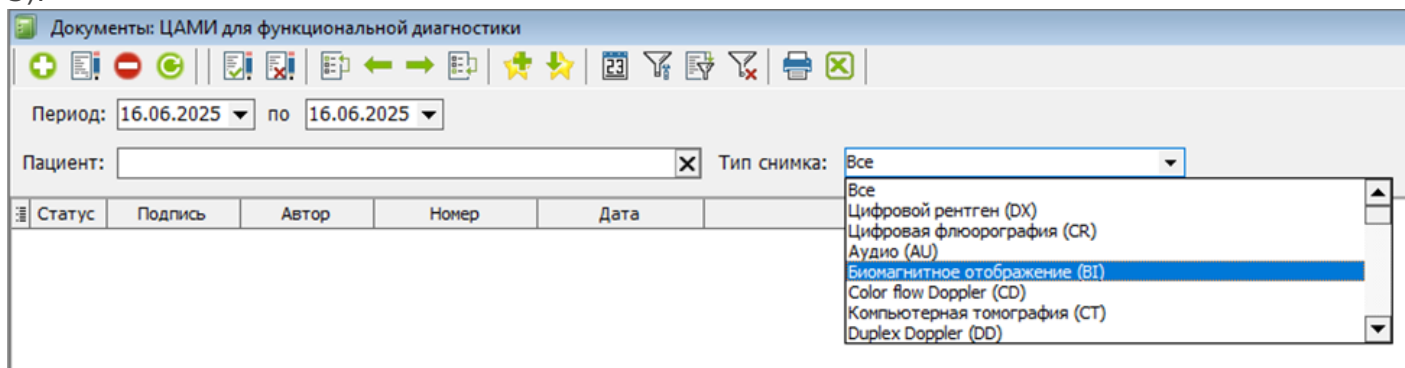 Документы: ЦАМИ для функциональной диагностики
23
Период: 16.06.2025 по 16.06.2025
Пациент: Тип снимка: Все
Статус Подпись Автор Номер Дата
Все
Цифровой рентген (DX)
Цифровая флюорография (CR)
Аудио (AU)
Биомагнитное отображение (BI)
Color flow Doppler (CD)
Компьютерная томография (CT)
Duplex Doppler (DD)